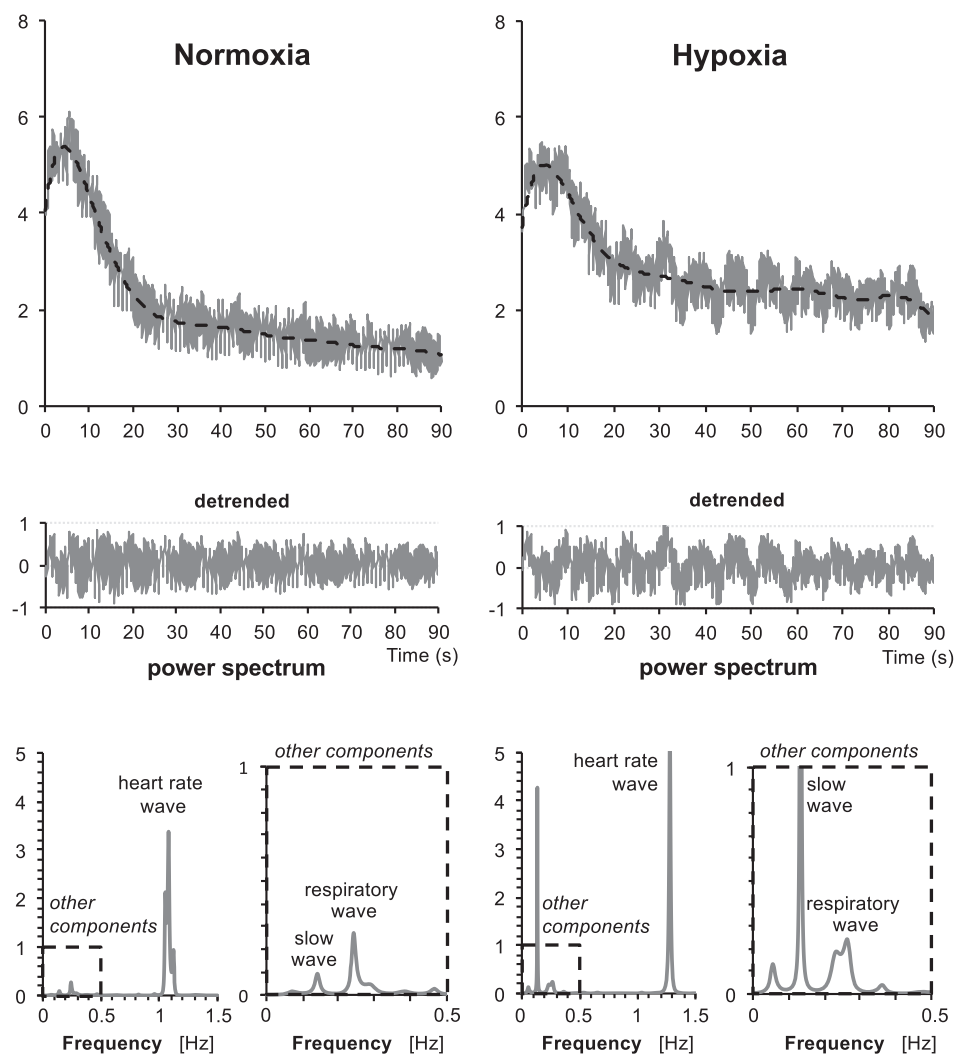 Normoxia
8
6
4
2
0
0 10 20 30 40 50 60 70 80 90
Hypoxia
8
6
4
2
0
0 10 20 30 40 50 60 70 80 90
detrended
1
0
-1
0 10 20 30 40 50 60 70 80 90
Time (s)
power spectrum
detrended
1
0
-1
0 10 20 30 40 50 60 70 80 90
Time (s)
power spectrum
5
4
3
2
1
0
heart rate
wave
other
components
0 0.5 1 1.5
Frequency [Hz]
other components
1
respiratory
wave
slow
wave
0
0 0.5
Frequency [Hz]
5
4
3
2
1
0
heart rate
wave
other
components
0 0.5 1 1.5
Frequency [Hz]
other components
1
slow
wave
respiratory
wave
0
0 0.5
Frequency [Hz]